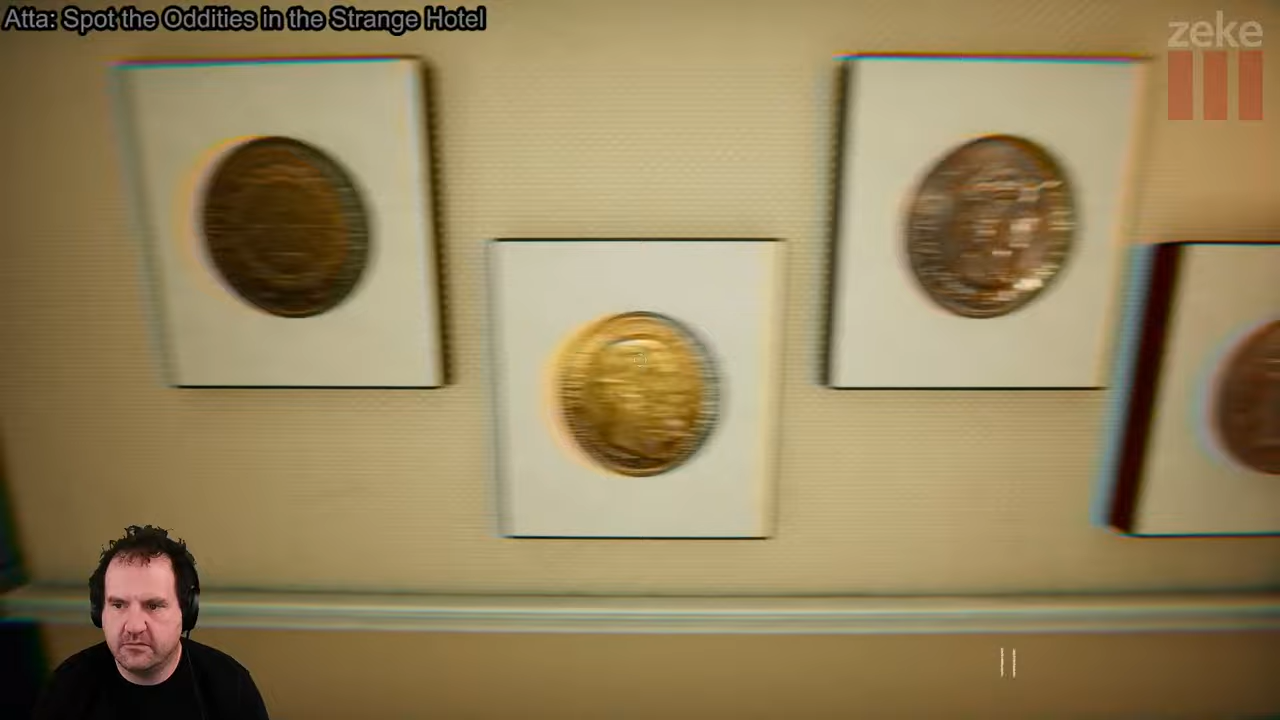 Atta: Spot the Oddities in the Strange Hotel
zeke